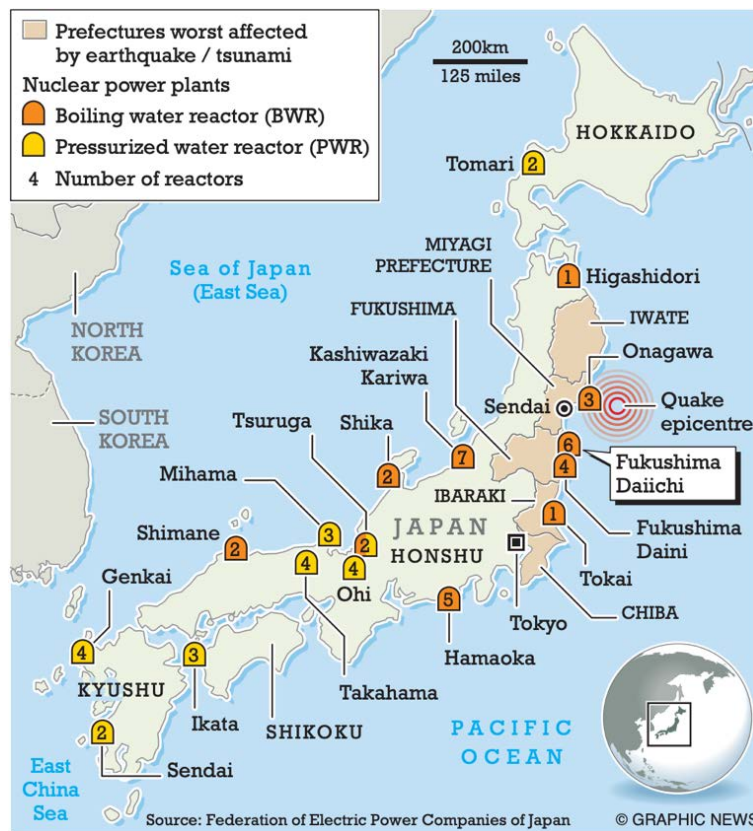 Prefectures worst affected
by earthquake / tsunami
Nuclear power plants
Boiling water reactor (BWR)
Pressurized water reactor (PWR)
4 Number of reactors
200km
125 miles
HOKKAIDO
Tomari
2
MIYAGI
PREFECTURE
1
Higashidori
Sea of Japan
(East Sea)
FUKUSHIMA
IWATE
NORTH
KOREA
Kashiwazaki
Kariwa
Onagawa
3
Sendai
Quake
epicentre
SOUTH
KOREA
Tsuruga
Shika
2
7
6
4
Fukushima
Daiichi
Mihama
3
IBARAKI
1
Fukushima
Daini
Shimane
2
2
JAPAN
HONSHU
Tokai
Genkai
4
4
4
Ohi
5
Tokyo
CHIBA
Hamaoka
4
3
KYUSHU
Ikata
SHIKOKU
Takahama
2
Sendai
PACIFIC
OCEAN
East
China
Sea
Source: Federation of Electric Power Companies of Japan
© GRAPHIC NEWS